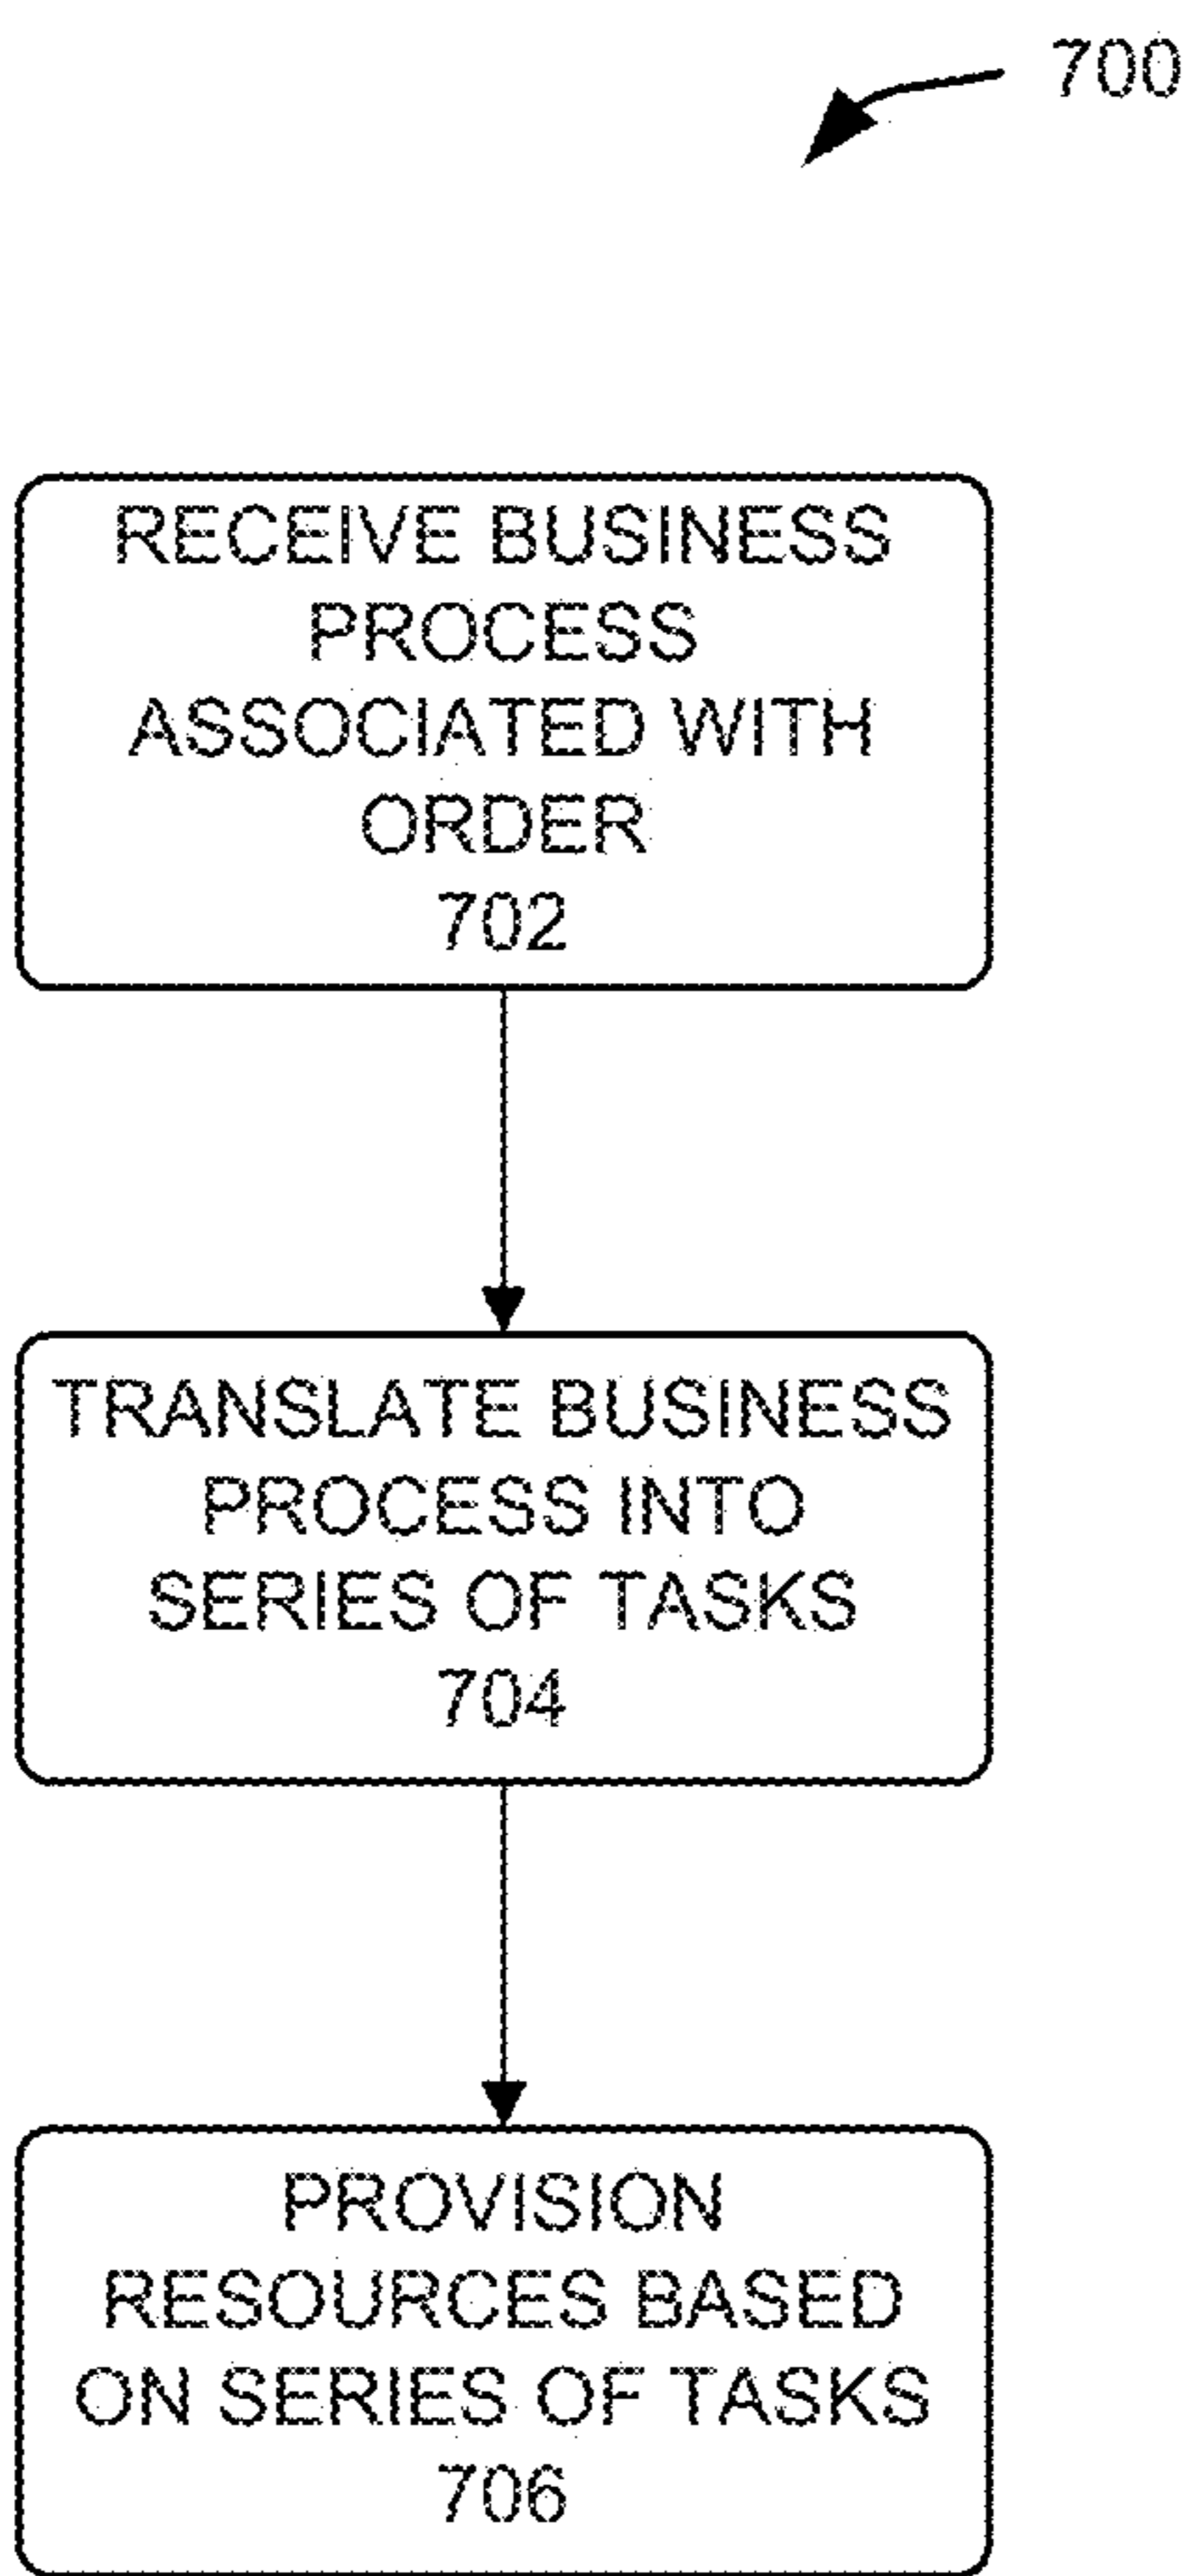 700
RECEIVE BUSINESS
PROCESS
ASSOCIATED WITH
ORDER
702
TRANSLATE BUSINESS
PROCESS INTO
SERIES OF TASKS
704
PROVISION
RESOURCES BASED
ON SERIES OF TASKS
706